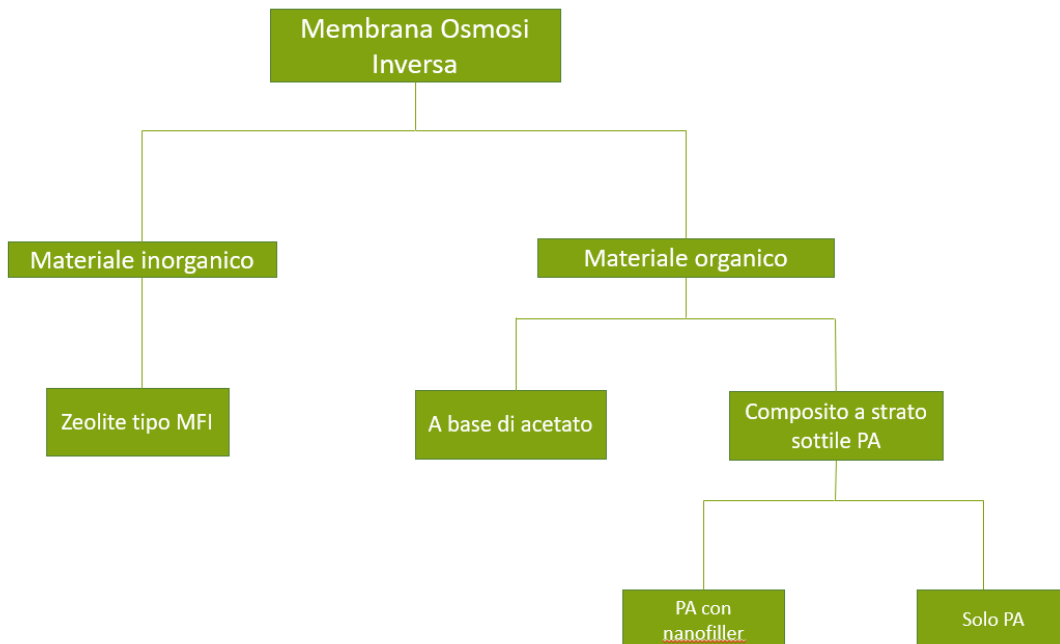 Membrana Osmosi
Inversa
Materiale inorganico
Materiale organico
Zeolite tipo MFI
A base di acetato
Composito a strato
sottile PA
PA con
nanofiller
Solo PA